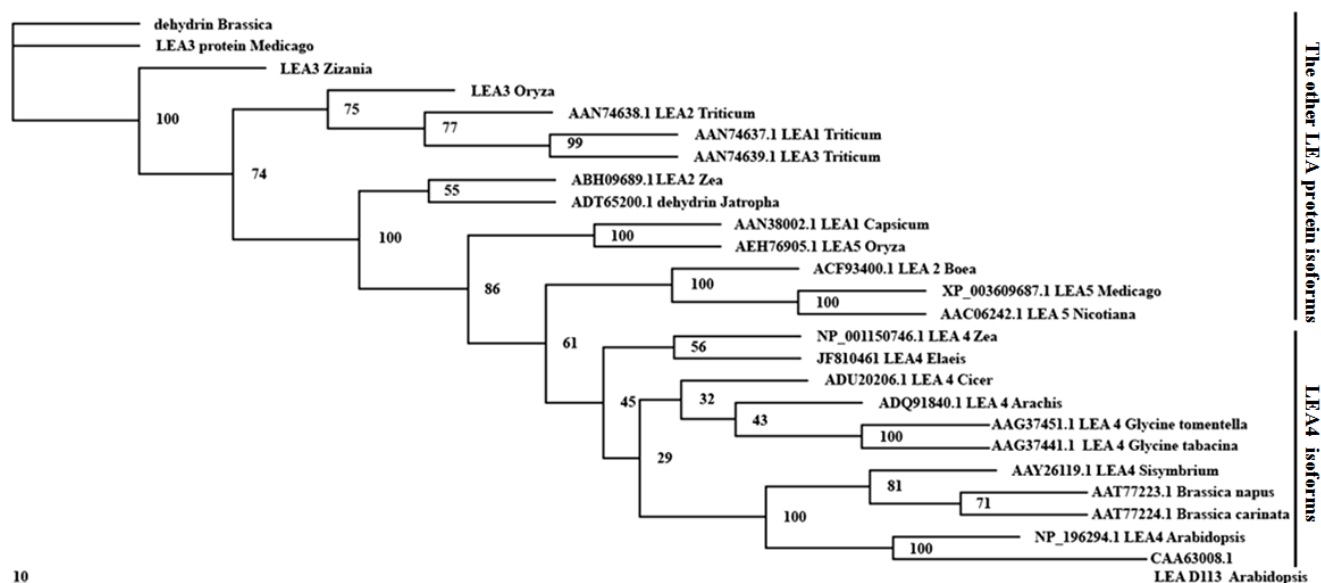 dehydrin Brassica
LEA3 protein Medicago
LEA3 Zizania
100
LEA3 Oryza
75
AAN74638.1 LEA2 Triticum
77
AAN74637.1 LEA1 Triticum
99
AAN74639.1 LEA3 Triticum
74
ABH09689.1 LEA2 Zea
55
ADT65200.1 dehydrin Jatropha
100
AAN38002.1 LEA1 Capsicum
100
AEH76905.1 LEA5 Oryza
86
ACF93400.1 LEA 2 Boea
100
XP_003609687.1 LEA5 Medicago
100
AAC06242.1 LEA 5 Nicotiana
61
NP_001150746.1 LEA 4 Zea
56
JF810461 LEA4 Elaeis
45
ADU20206.1 LEA 4 Cicer
32
ADQ91840.1 LEA 4 Arachis
43
AAG37451.1 LEA 4 Glycine tomentella
100
AAG37441.1 LEA 4 Glycine tabacina
29
AAY26119.1 LEA4 Sisymbrium
81
AAT77223.1 Brassica napus
71
AAT77224.1 Brassica carinata
100
NP_196294.1 LEA4 Arabidopsis
100
CAA63008.1
LEA D113 Arabidopsis
10
The other LEA protein isoforms
LEA4 isoforms